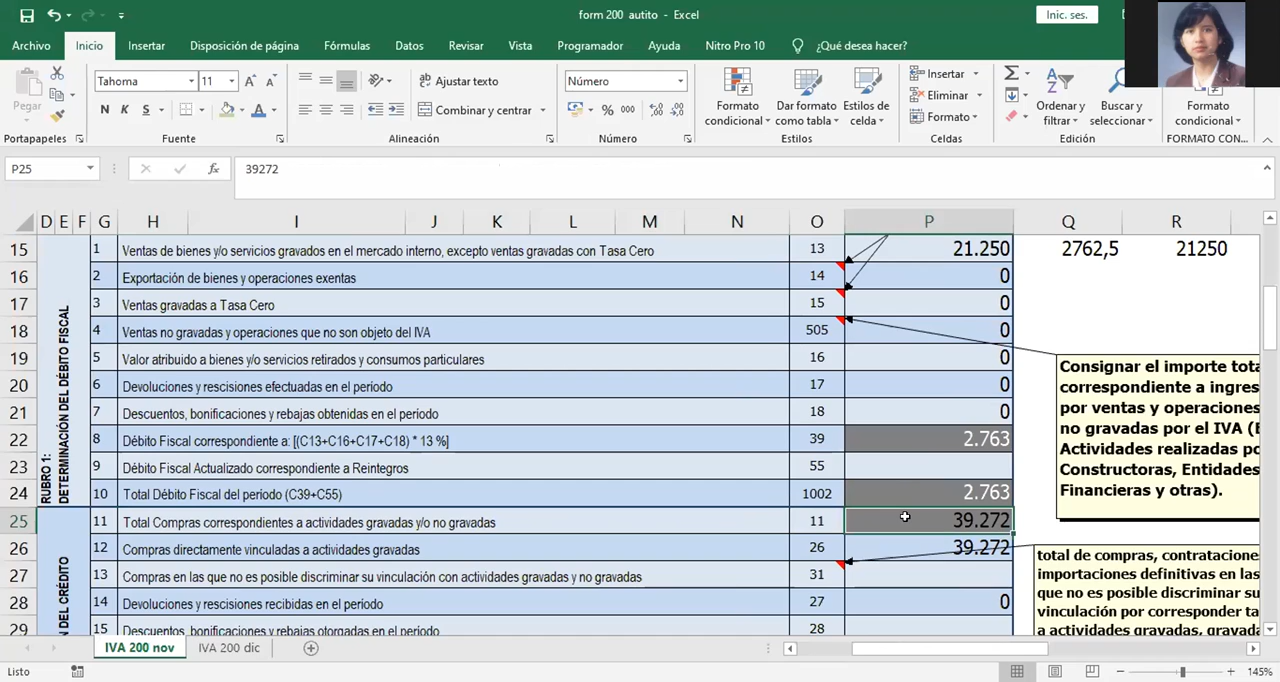 form 200 autito - Excel
Inic. ses.
Archivo Inicio Insertar Disposición de página Fórmulas Datos Revisar Vista Programador Ayuda Nitro Pro 10 ¿Qué desea hacer?
Pegar
Tahoma 11
N K S
Ajustar texto
Combinar y centrar
Número
% 000
Formato condicional
Dar formato como tabla
Estilos de celda
Insertar
Eliminar
Formato
Ordenar y filtrar
Buscar y seleccionar
Formato condicional
Portapapeles Fuente Alineación Número Estilos Celdas Edición FORMATO CON...
P25 fx 39272
D E F G H I J K L M N O P Q R
15 1 Ventas de bienes y/o servicios gravados en el mercado interno, excepto ventas gravadas con Tasa Cero 13 21.250 2762,5 21250
16 2 Exportación de bienes y operaciones exentas 14 0
17 3 Ventas gravadas a Tasa Cero 15 0
18 4 Ventas no gravadas y operaciones que no son objeto del IVA 505 0
19 5 Valor atribuido a bienes y/o servicios retirados y consumos particulares 16 0
20 6 Devoluciones y rescisiones efectuadas en el período 17 0
21 7 Descuentos, bonificaciones y rebajas obtenidas en el período 18 0
22 8 Débito Fiscal correspondiente a: [(C13+C16+C17+C18) * 13 %] 39 2.763
23 9 Débito Fiscal Actualizado correspondiente a Reintegros 55
24 10 Total Débito Fiscal del período (C39+C55) 1002 2.763
25 11 Total Compras correspondientes a actividades gravadas y/o no gravadas 11 39.272
26 12 Compras directamente vinculadas a actividades gravadas 26 39.272
27 13 Compras en las que no es posible discriminar su vinculación con actividades gravadas y no gravadas 31
28 14 Devoluciones y rescisiones recibidas en el período 27 0
29 15 Descuentos, bonificaciones y rebajas otorgadas en el período 28
RUBRO 1:
DETERMINACIÓN DEL DÉBITO FISCAL
N DEL CRÉDITO
Consignar el importe tota
correspondiente a ingres
por ventas y operaciones
no gravadas por el IVA (E
Actividades realizadas po
Constructoras, Entidades
Financieras y otras).
total de compras, contratacione
importaciones definitivas en las
que no es posible discriminar su
vinculación por corresponder ta
a actividades gravadas, gravada
IVA 200 nov IVA 200 dic
Listo 145%